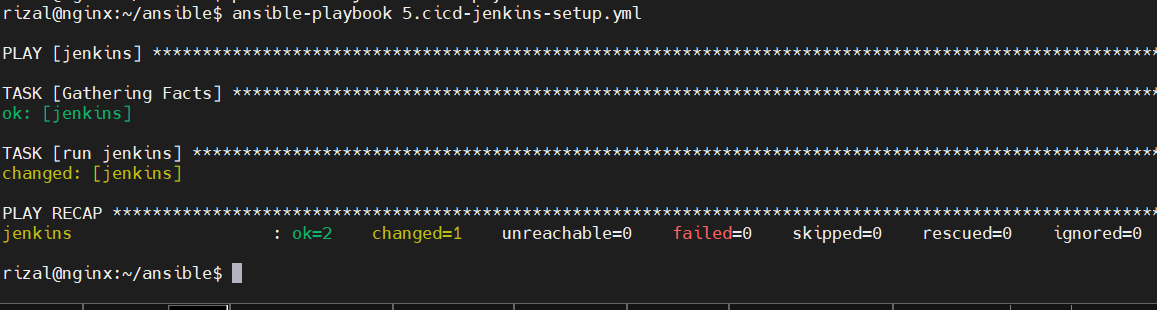 rizal@nginx:~/ansible$ ansible-playbook 5.cicd-jenkins-setup.yml
PLAY [jenkins] *****************************************************************************************************
TASK [Gathering Facts] *********************************************************************************************
ok: [jenkins]
TASK [run jenkins] *************************************************************************************************
changed: [jenkins]
PLAY RECAP *********************************************************************************************************
jenkins                    : ok=2    changed=1    unreachable=0    failed=0    skipped=0    rescued=0    ignored=0
rizal@nginx:~/ansible$